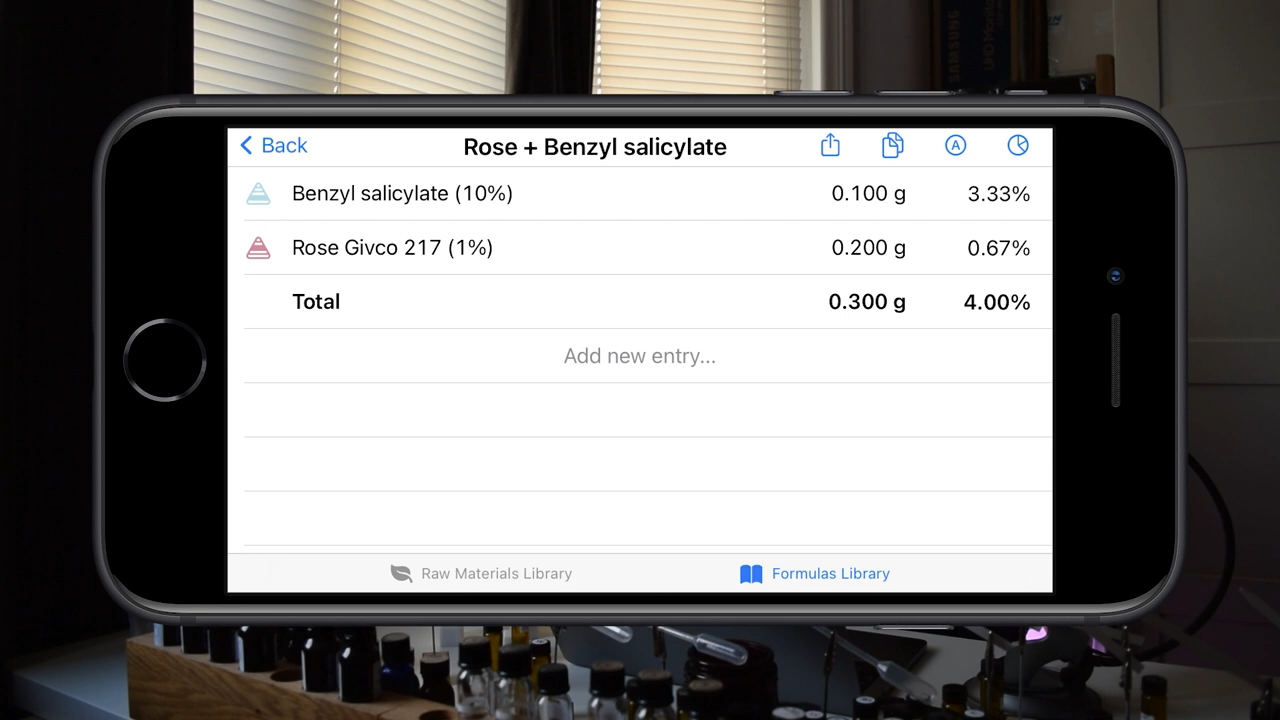 SAMSUNG
Back
Rose + Benzyl salicylate
A
Benzyl salicylate (10%) 0.100 g 3.33%
Rose Givco 217 (1%) 0.200 g 0.67%
Total 0.300 g 4.00%
Add new entry...
Raw Materials Library
Formulas Library